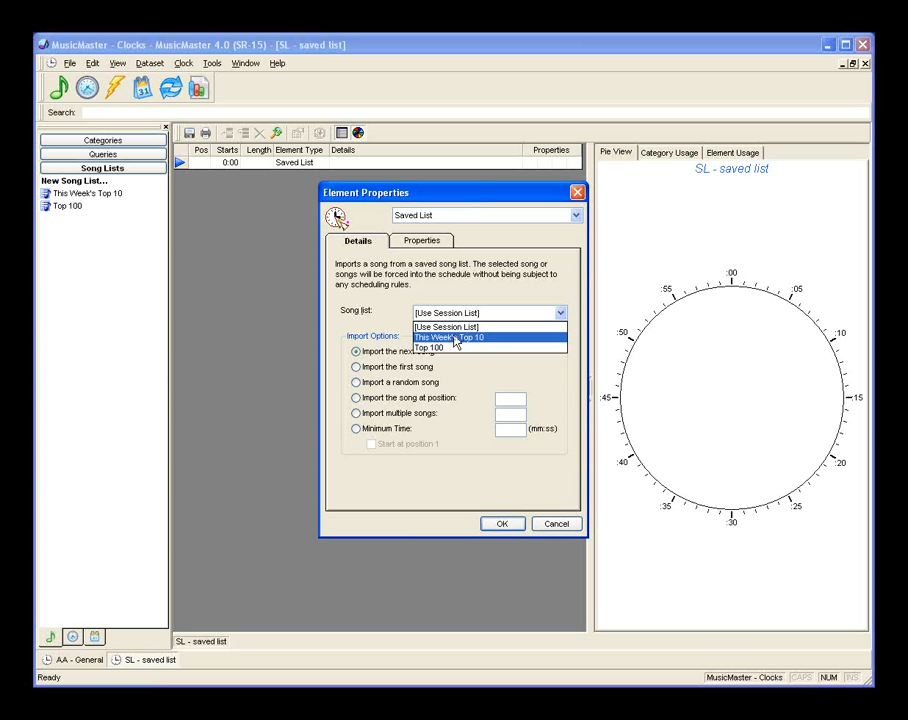 MusicMaster - Clocks - MusicMaster 4.0 (SR-15) - [SL - saved list]
File Edit View Dataset Clock Tools Window Help
31
Search:
Categories
Queries
Song Lists
New Song List...
This Week's Top 10
Top 100
Pos Starts Length Element Type Details Properties
0:00 Saved List
Element Properties
Saved List
Details Properties
Imports a song from a saved song list. The selected song or
songs will be forced into the schedule without being subject to
any scheduling rules.
Song list: [Use Session List]
[Use Session List]
This Week's Top 10
Top 100
Import Options:
Import the next song
Import the first song
Import a random song
Import the song at position:
Import multiple songs:
Minimum Time: (mm:ss)
Start at position 1
OK Cancel
Pie View Category Usage Element Usage
SL - saved list
:00
:05
:10
:15
:20
:25
:30
:35
:40
:45
:50
:55
SL - saved list
AA - General SL - saved list
Ready MusicMaster - Clocks CAPS NUM INS